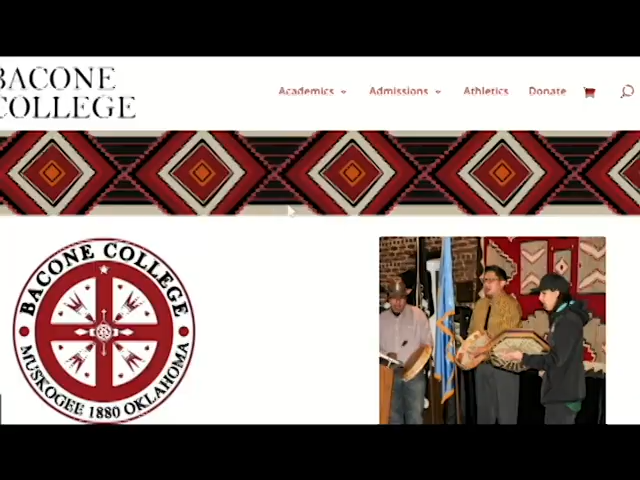 BACONE
COLLEGE
Academics Admissions Athletics Donate
BACONE COLLEGE
MUSKOGEE 1880 OKLAHOMA